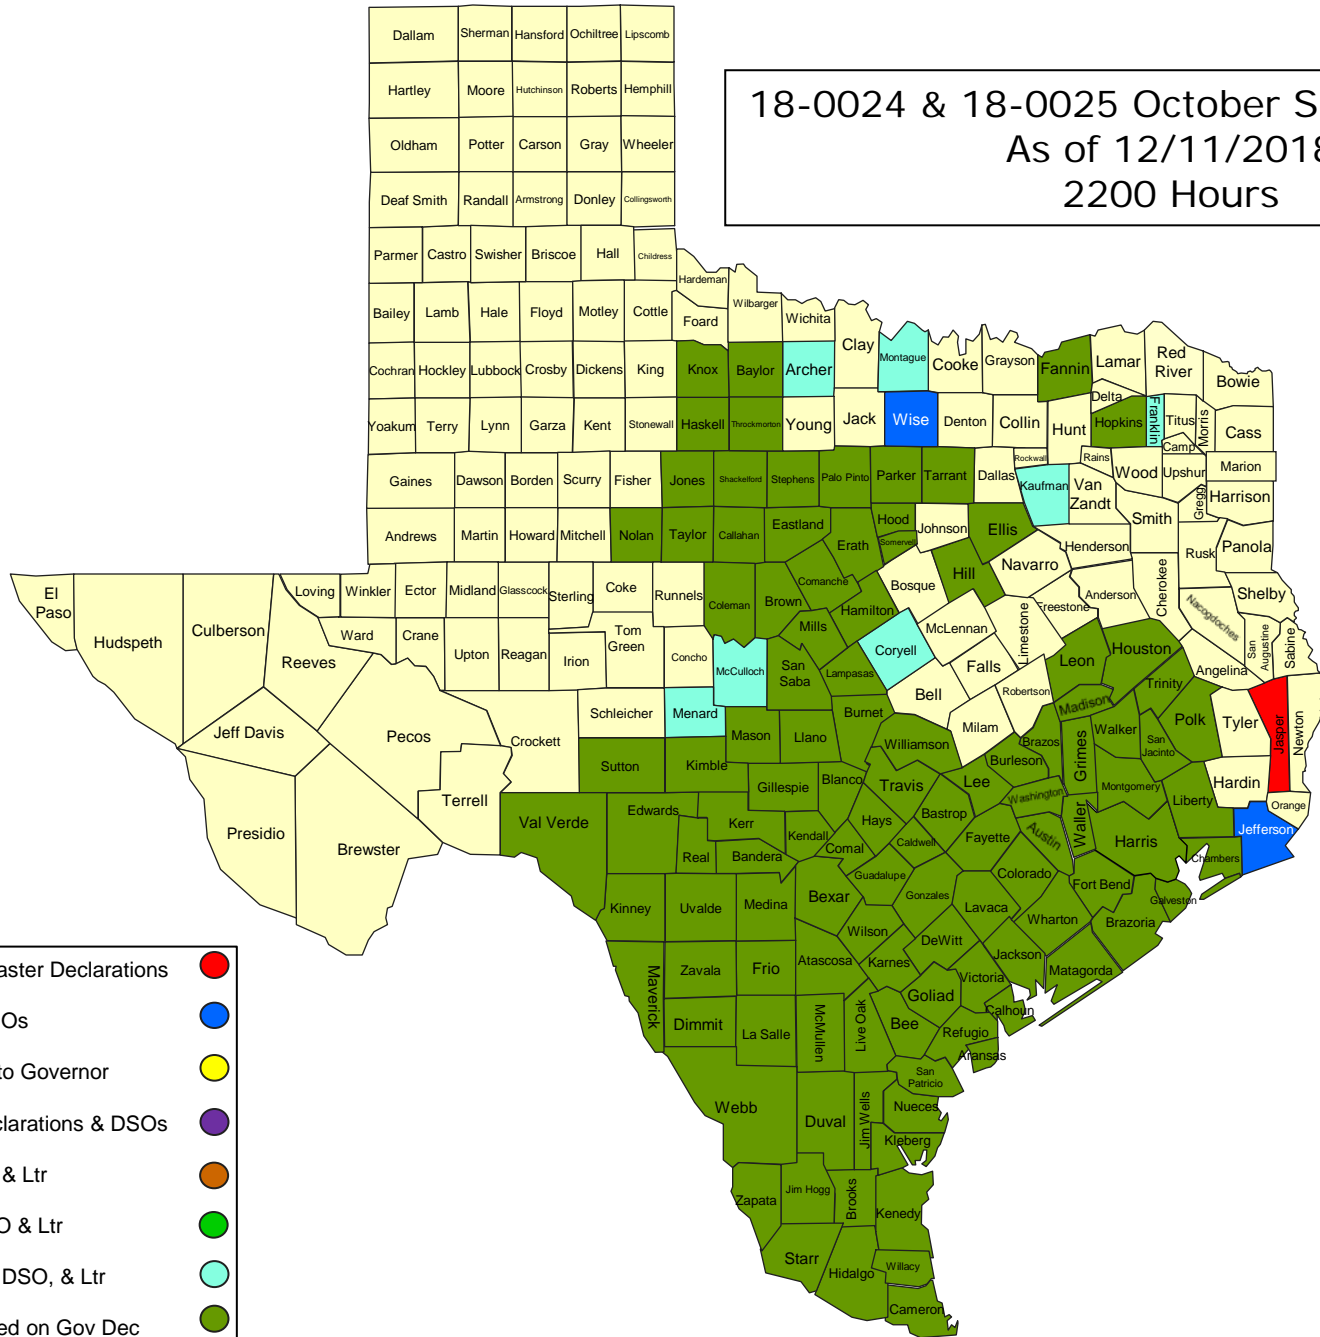 Dallam Sherman Hansford Ochiltree Lipscomb
Hartley Moore Hutchinson Roberts Hemphill
Oldham Potter Carson Gray Wheeler
Deaf Smith Randall Armstrong Donley Collingsworth
Parmer Castro Swisher Briscoe Hall Childress
Hardeman
Bailey Lamb Hale Floyd Motley Cottle Foard Wilbarger Wichita Clay
Cochran Hockley Lubbock Crosby Dickens King Knox Baylor Archer Montague Cooke Grayson Fannin Lamar Red River Bowie
Yoakum Terry Lynn Garza Kent Stonewall Haskell Throckmorton Young Jack Wise Denton Collin Hunt Delta Hopkins Franklin Titus Morris Camp Cass
Gaines Dawson Borden Scurry Fisher Jones Shackelford Stephens Palo Pinto Parker Tarrant Dallas Rockwall Kaufman Rains Van Zandt Wood Upshur Gregg Marion Harrison
Andrews Martin Howard Mitchell Nolan Taylor Callahan Eastland Erath Hood Somervell Johnson Ellis Henderson Smith Rusk Panola
El Paso Hudspeth Culberson Reeves Loving Winkler Ector Midland Glasscock Sterling Coke Runnels Coleman Brown Comanche Hamilton Bosque Hill Navarro Freestone Anderson Cherokee Nacogdoches Shelby
Ward Crane Upton Reagan Irion Tom Green Concho McCulloch San Saba Mills Lampasas Coryell McLennan Falls Limestone Leon Houston Angelina San Augustine Sabine
Jeff Davis Pecos Crockett Schleicher Menard Mason Llano Burnet Bell Milam Robertson Madison Trinity Polk Tyler Jasper Newton
Presidio Brewster Terrell Val Verde Sutton Kimble Gillespie Blanco Williamson Travis Lee Burleson Brazos Grimes Walker San Jacinto Hardin Orange
Edwards Real Kerr Bandera Kendall Comal Hays Caldwell Bastrop Fayette Washington Austin Waller Montgomery Liberty Harris Jefferson Chambers
Kinney Uvalde Medina Bexar Guadalupe Gonzales Lavaca Colorado Wharton Fort Bend Brazoria Galveston
Maverick Zavala Frio Atascosa Wilson Karnes DeWitt Jackson Victoria Matagorda
Dimmit La Salle McMullen Live Oak Bee Goliad Refugio Calhoun Aransas
Webb Duval Jim Wells San Patricio Nueces Kleberg
Zapata Jim Hogg Brooks Kenedy
Starr Hidalgo Willacy
Cameron
18-0024 & 18-0025 October S
As of 12/11/2018
2200 Hours
aster Declarations
Os
to Governor
clarations & DSOs
& Ltr
O & Ltr
DSO, & Ltr
ed on Gov Dec